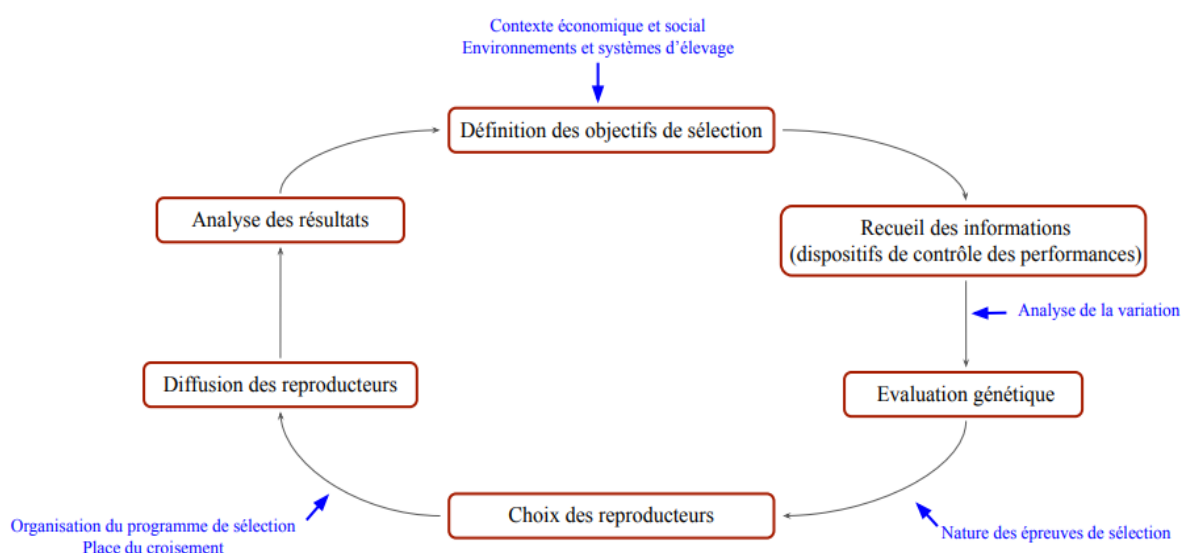 Contexte économique et social
Environnements et systèmes d'élevage
Définition des objectifs de sélection
Analyse des résultats
Recueil des informations
(dispositifs de contrôle des performances)
Analyse de la variation
Diffusion des reproducteurs
Evaluation génétique
Choix des reproducteurs
Organisation du programme de sélection
Place du croisement
Nature des épreuves de sélection